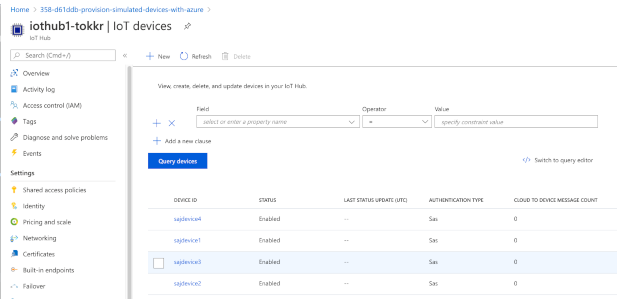 Home > 358-d61ddb-provision-simulated-devices-with-azure >
iothub1-tokkr | IoT devices
IoT Hub
Search (Cmd+/)
«
+ New Refresh Delete
Overview
Activity log
Access control (IAM)
Tags
Diagnose and solve problems
Events
Settings
Shared access policies
Identity
Pricing and scale
Networking
Certificates
Built-in endpoints
Failover
View, create, delete, and update devices in your IoT Hub.
Field Operator Value
select or enter a property name = specify constraint value
+ Add a new clause
Query devices
</> Switch to query editor
DEVICE ID STATUS LAST STATUS UPDATE (UTC) AUTHENTICATION TYPE CLOUD TO DEVICE MESSAGE COUNT
sajdevice4 Enabled -- Sas 0
sajdevice1 Enabled -- Sas 0
sajdevice3 Enabled -- Sas 0
sajdevice2 Enabled -- Sas 0